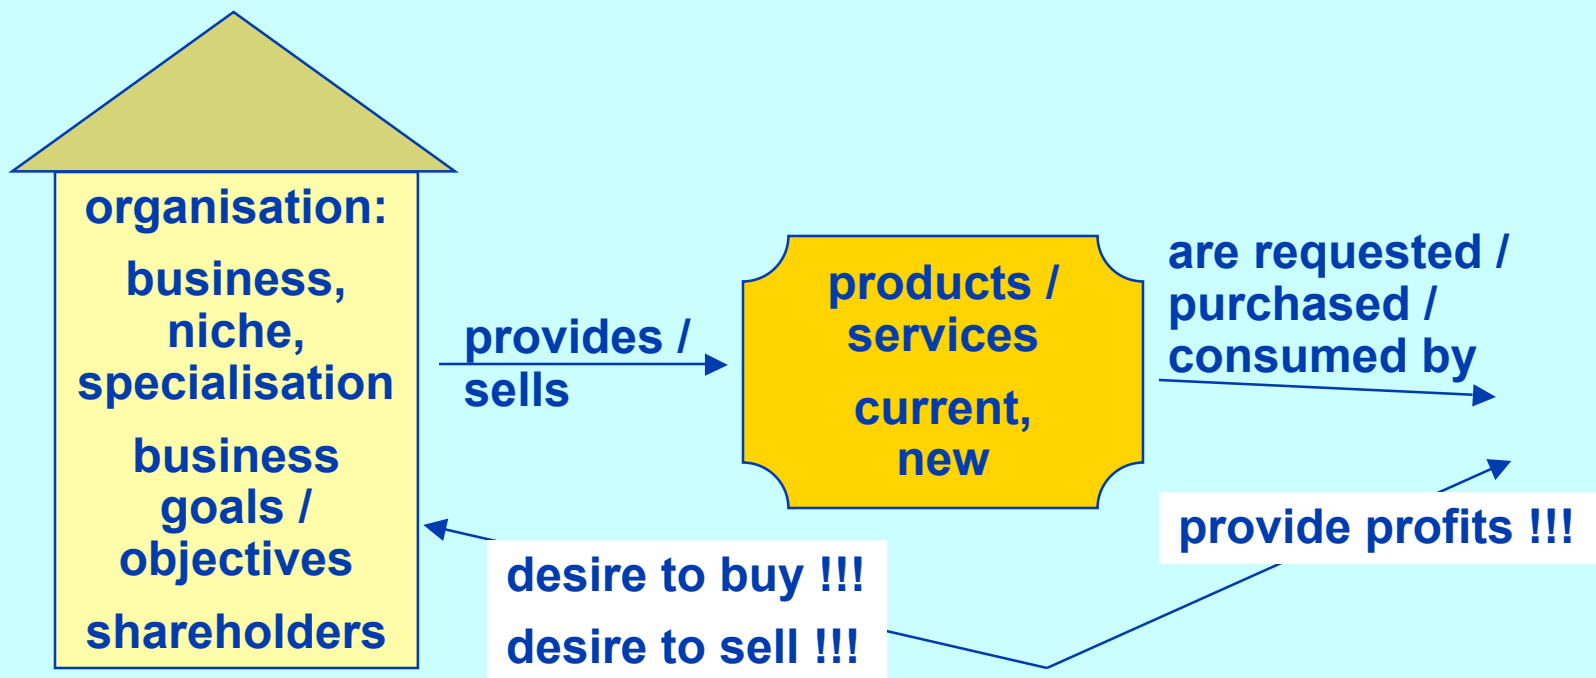 organisation:
business,
niche,
specialisation
business
goals /
objectives
shareholders
provides /
sells
products /
services
current,
new
are requested /
purchased /
consumed by
desire to buy !!!
desire to sell !!!
provide profits !!!